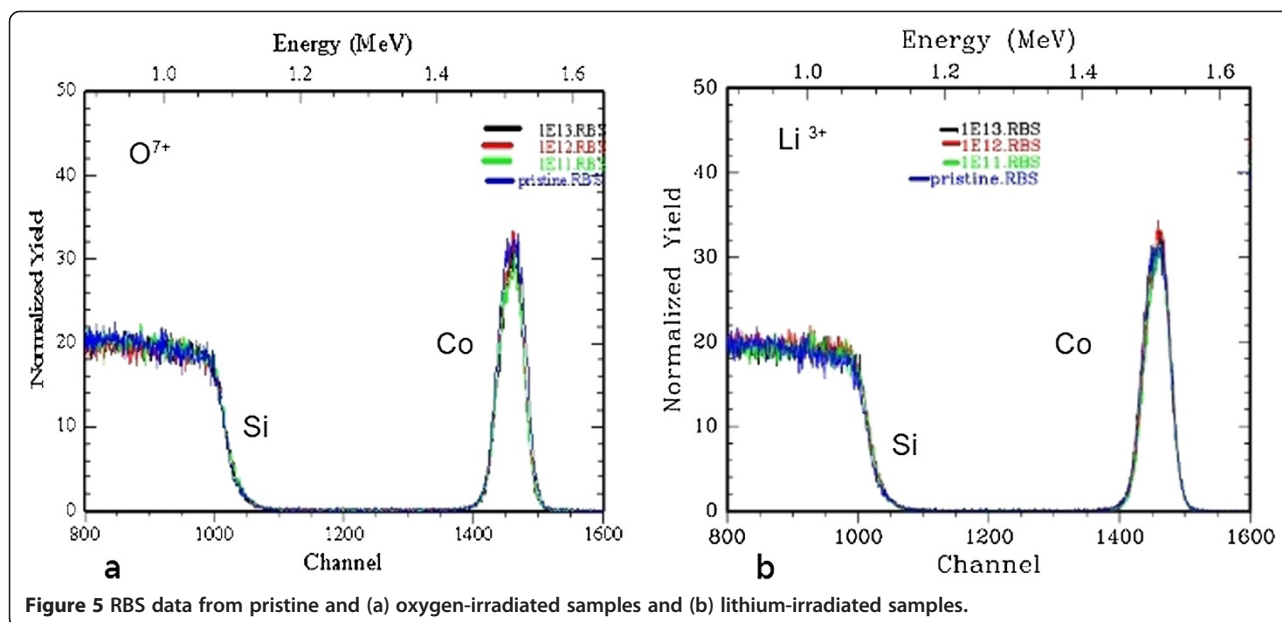 Energy (MeV)
1.0 1.2 1.4 1.6
50
40
30
20
10
0
Normalized Yield
O7+
1E13.RBS
1E12.RBS
1E11.RBS
pristine.RBS
Co
Si
800 1000 1200 1400 1600
Channel
a
Energy (MeV)
1.0 1.2 1.4 1.6
50
40
30
20
10
0
Normalized Yield
Li 3+
1E13.RBS
1E12.RBS
1E11.RBS
pristine.RBS
Co
Si
800 1000 1200 1400 1600
Channel
b
Figure 5 RBS data from pristine and (a) oxygen-irradiated samples and (b) lithium-irradiated samples.